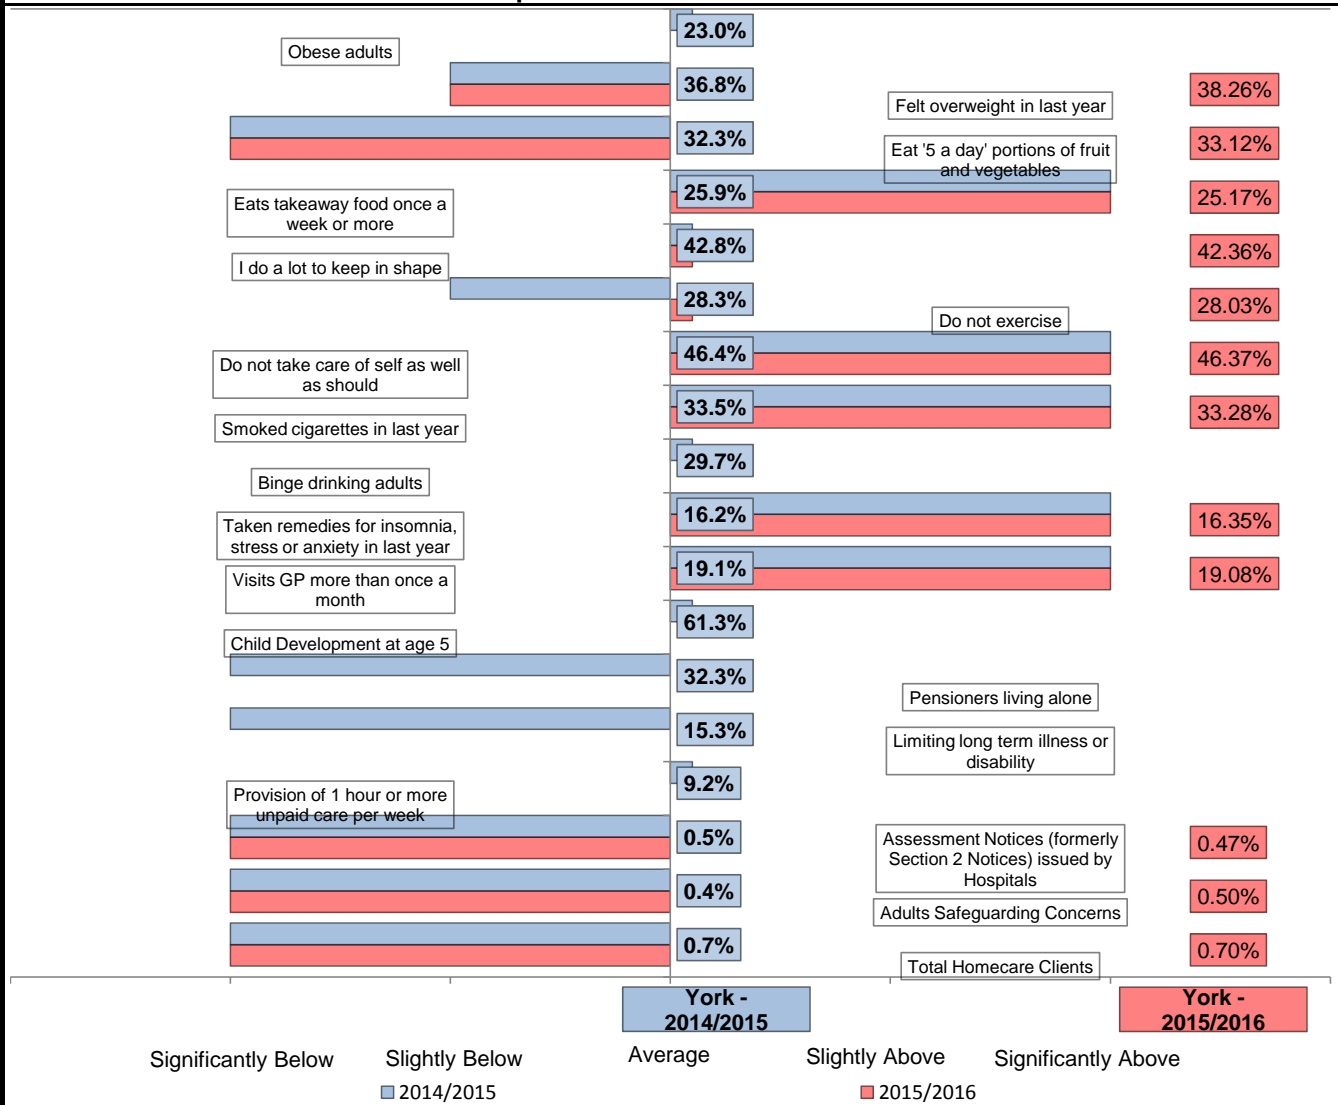 23.0%
Obese adults
36.8%
38.26%
Felt overweight in last year
32.3%
33.12%
Eat '5 a day' portions of fruit
and vegetables
25.9%
25.17%
Eats takeaway food once a
week or more
42.8%
42.36%
I do a lot to keep in shape
28.3%
28.03%
Do not exercise
46.4%
46.37%
Do not take care of self as well
as should
33.5%
33.28%
Smoked cigarettes in last year
29.7%
Binge drinking adults
16.2%
16.35%
Taken remedies for insomnia,
stress or anxiety in last year
19.1%
19.08%
Visits GP more than once a
month
61.3%
Child Development at age 5
32.3%
Pensioners living alone
15.3%
Limiting long term illness or
disability
9.2%
Provision of 1 hour or more
unpaid care per week
0.5%
0.47%
Assessment Notices (formerly
Section 2 Notices) issued by
Hospitals
0.4%
0.50%
Adults Safeguarding Concerns
0.7%
0.70%
Total Homecare Clients
York -
2014/2015
York -
2015/2016
Significantly Below
Slightly Below
Average
Slightly Above
Significantly Above
2014/2015
2015/2016